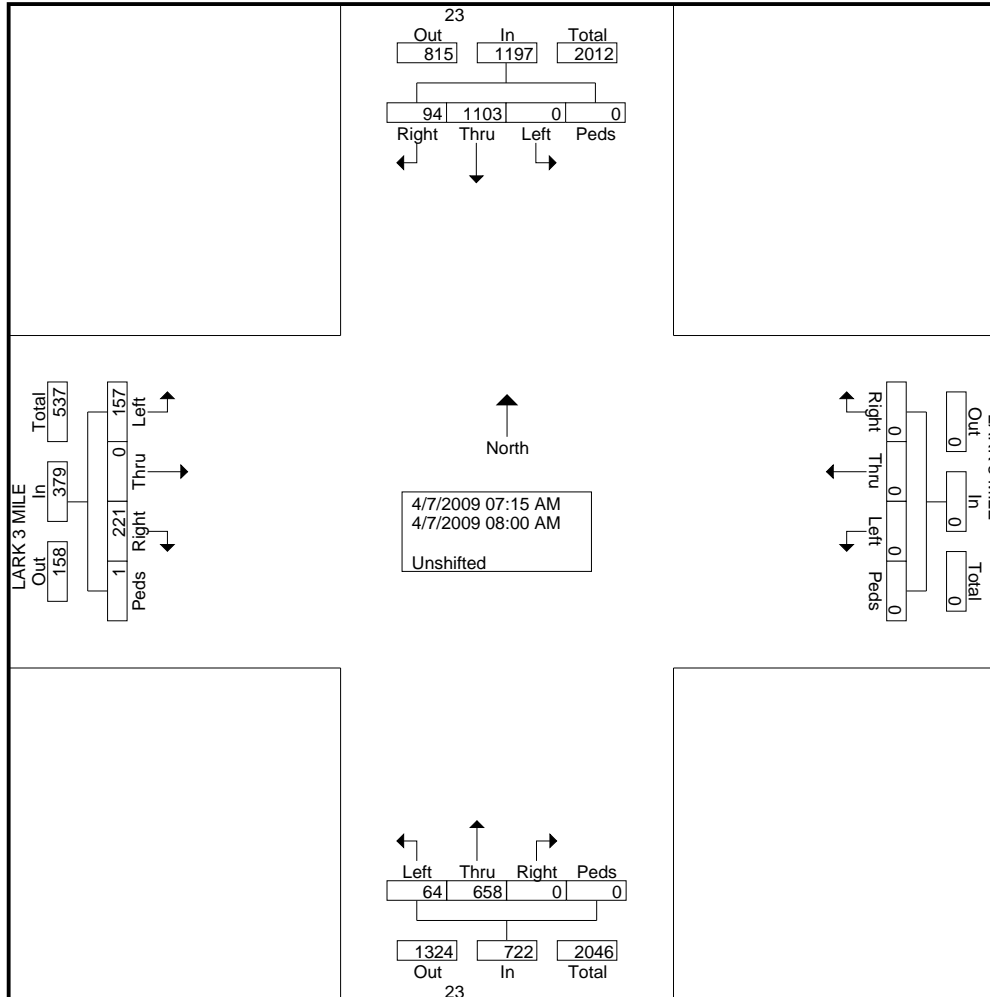 23
Out In Total
815 1197 2012
94 1103 0 0
Right Thru Left Peds
North
4/7/2009 07:15 AM
4/7/2009 08:00 AM
Unshifted
LARK 3 MILE
Total In Out
537 379 158
157 0 221 1
Left Thru Right Peds
Right Thru Left Peds
0 0 0 0
Out In Total
0 0 0
Left Thru Right Peds
64 658 0 0
1324 722 2046
Out In Total
23